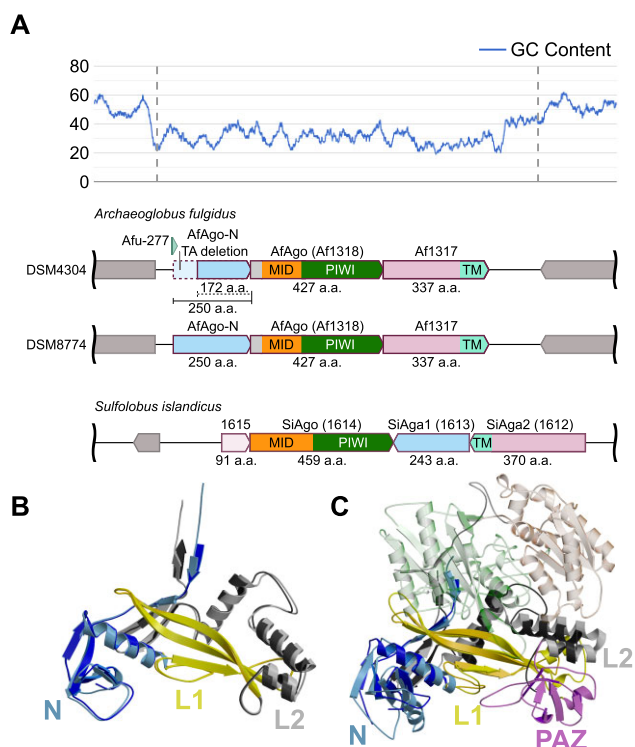 A
GC Content
80
60
40
20
0
Archaeoglobus fulgidus
Afu-277
AfAgo-N
TA deletion
AfAgo (Af1318)
Af1317
DSM4304
MID
PIWI
TM
172 a.a.
427 a.a.
337 a.a.
250 a.a.
AfAgo-N
AfAgo (Af1318)
Af1317
DSM8774
MID
PIWI
TM
250 a.a.
427 a.a.
337 a.a.
Sulfolobus islandicus
1615
SiAgo (1614)
SiAga1 (1613)
SiAga2 (1612)
MID
PIWI
TM
91 a.a.
459 a.a.
243 a.a.
370 a.a.
B
N
L1
L2
C
N
L1
L2
PAZ